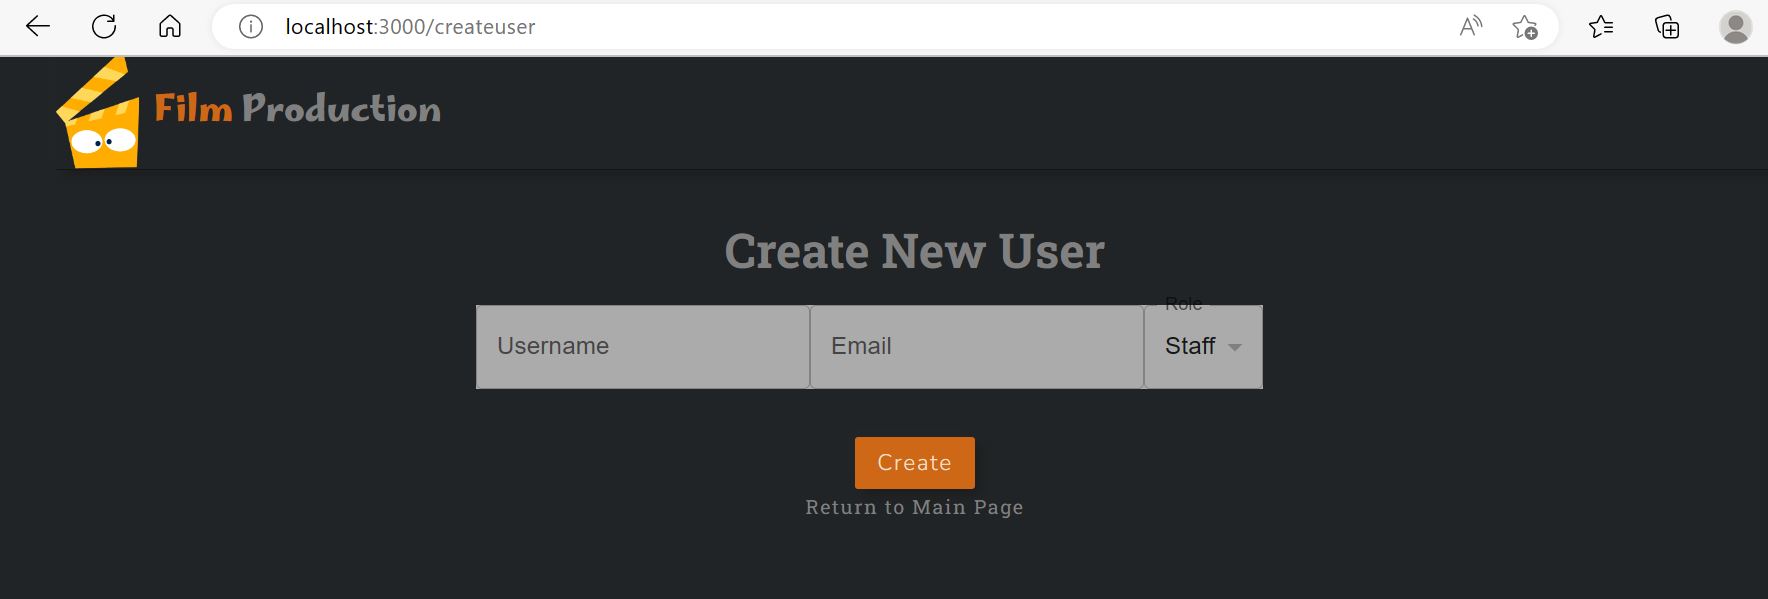 localhost:3000/createuser
Film Production
Create New User
Role
Username Email Staff
Create
Return to Main Page